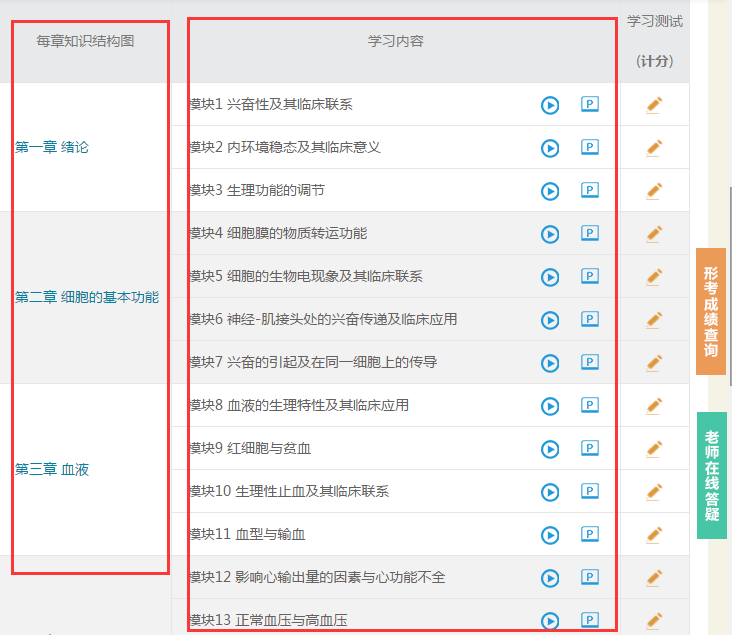 每章知识结构图
学习内容
学习测试
(计分)
第一章 绪论
模块1 兴奋性及其临床联系
P
模块2 内环境稳态及其临床意义
P
模块3 生理功能的调节
P
第二章 细胞的基本功能
模块4 细胞膜的物质转运功能
P
模块5 细胞的生物电现象及其临床联系
P
模块6 神经-肌接头处的兴奋传递及临床应用
P
模块7 兴奋的引起及在同一细胞上的传导
P
第三章 血液
模块8 血液的生理特性及其临床应用
P
模块9 红细胞与贫血
P
模块10 生理性止血及其临床联系
P
模块11 血型与输血
P
模块12 影响心输出量的因素与心功能不全
P
模块13 正常血压与高血压
P
形考成绩查询
老师在线答疑